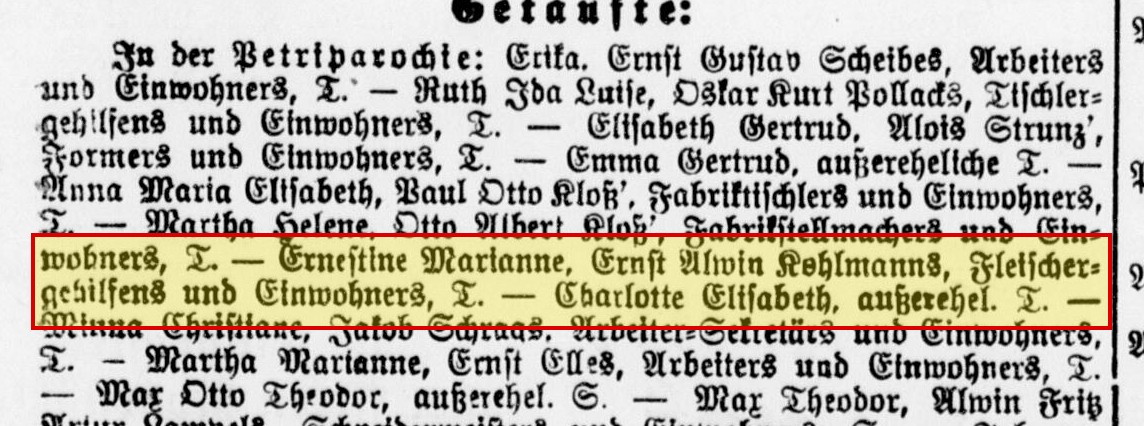 Getaufte:
In der Petriparochie: Erika, Ernst Gustav Scheibes, Arbeiters
und Einwohners, T. — Ruth Ida Luise, Oskar Kurt Pollacks, Tischler-
gehilfens und Einwohners, T. — Elisabeth Gertrud, Alois Strunz',
Formers und Einwohners, T. — Emma Gertrud, außereheliche T. —
Anna Maria Elisabeth, Paul Otto Kloß', Fabriktischlers und Einwohners,
T. — Martha Helene, Otto Albert Kloß', Fabrikstellmachers und Ein-
wohners, T. — Ernestine Marianne, Ernst Alwin Kohlmanns, Fleischer-
gehilfens und Einwohners, T. — Charlotte Elisabeth, außerehel. T. —
Minna Christiane, Jakob Schrags, Arbeiter-Sekretärs und Einwohners,
T. — Martha Marianne, Ernst Elles, Arbeiters und Einwohners, T.
— Max Otto Theodor, außerehel. S. — Max Theodor, Alwin Fritz